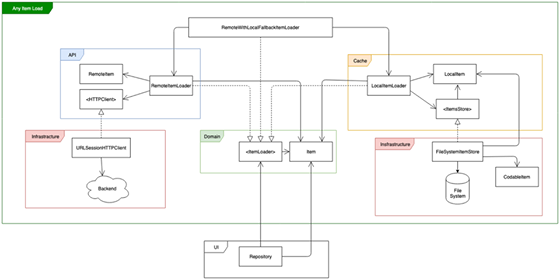 Any Item Load
RemoteWithLocalFallbackItemLoader
API
RemoteItem
<HTTPClient>
RemoteItemLoader
Cache
LocalItemLoader
LocalItem
<ItemsStore>
Infrastructure
URLSessionHTTPClient
Backend
Domain
<ItemLoader>
Item
Insfrastructure
FileSystemItemStore
File
System
CodableItem
UI
Repository